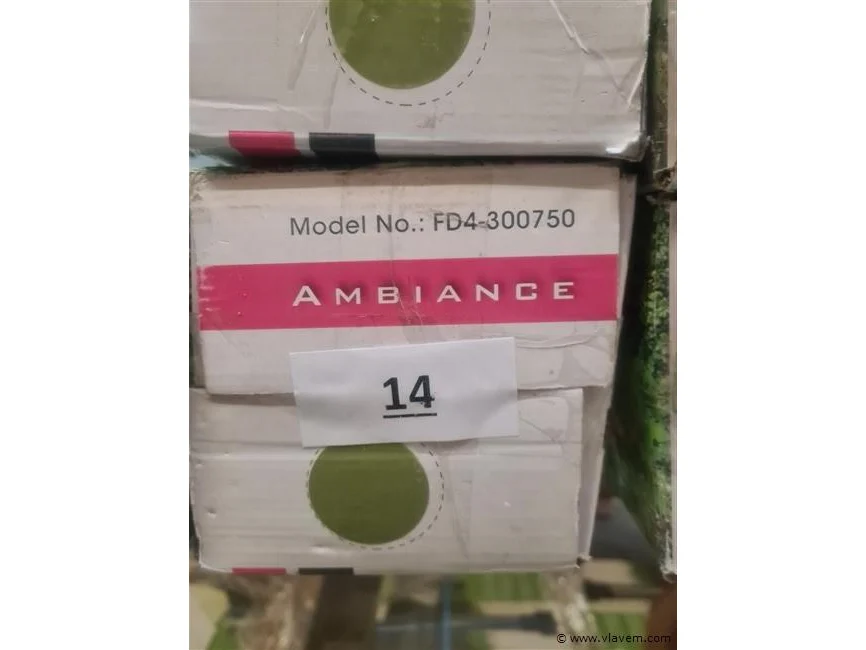 Model No.: FD4-300750
AMBIANCE
14
© www.vlavem.com